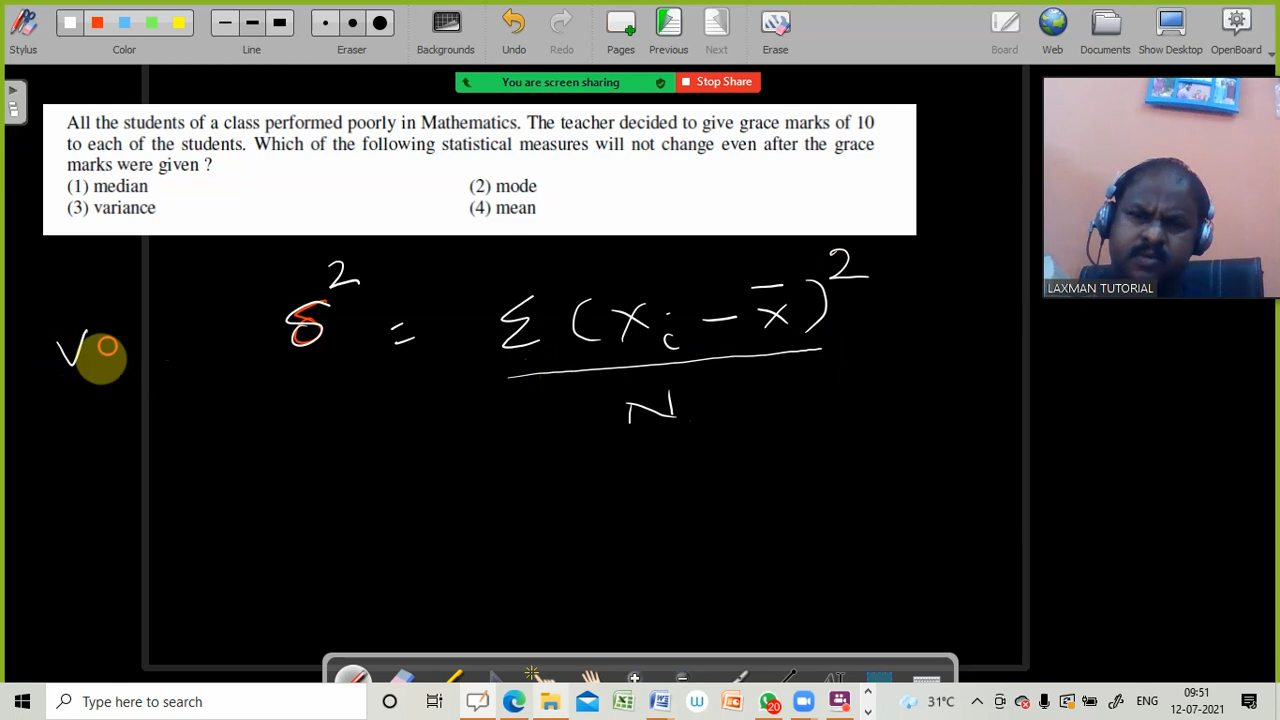 Stylus
Color
Line
Eraser
Backgrounds
Undo
Redo
Pages
Previous
Next
Erase
Board
Web
Documents
Show Desktop
OpenBoard
You are screen sharing
Stop Share
All the students of a class performed poorly in Mathematics. The teacher decided to give grace marks of 10
to each of the students. Which of the following statistical measures will not change even after the grace
marks were given ?
(1) median
(2) mode
(3) variance
(4) mean
LAXMAN TUTORIAL
V
δ² = Σ(xᵢ - x̄)²
N
Type here to search
20
31°C
ENG
09:51
12-07-2021